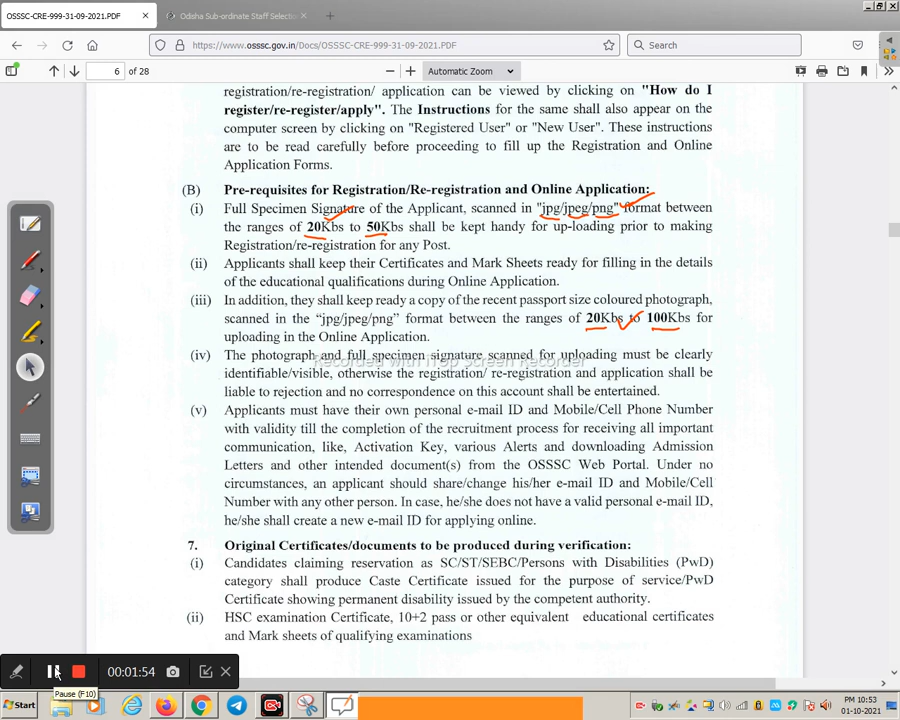 OSSSC-CRE-999-31-09-2021.PDF
Odisha Sub-ordinate Staff Selectio
https://www.osssc.gov.in/Docs/OSSSC-CRE-999-31-09-2021.PDF
Search
6 of 28
Automatic Zoom
registration/re-registration/ application can be viewed by clicking on "How do I
register/re-register/apply". The Instructions for the same shall also appear on the
computer screen by clicking on "Registered User" or "New User". These instructions
are to be read carefully before proceeding to fill up the Registration and Online
Application Forms.
(B) Pre-requisites for Registration/Re-registration and Online Application:
(i) Full Specimen Signature of the Applicant, scanned in "jpg/jpeg/png" format between
the ranges of 20Kbs to 50Kbs shall be kept handy for up-loading prior to making
Registration/re-registration for any Post.
(ii) Applicants shall keep their Certificates and Mark Sheets ready for filling in the details
of the educational qualifications during Online Application.
(iii) In addition, they shall keep ready a copy of the recent passport size coloured photograph,
scanned in the “jpg/jpeg/png” format between the ranges of 20Kbs to 100Kbs for
uploading in the Online Application.
(iv) The photograph and full specimen signature scanned for uploading must be clearly
Recorded with iTop Screen Recorder
identifiable/visible, otherwise the registration/ re-registration and application shall be
liable to rejection and no correspondence on this account shall be entertained.
(v) Applicants must have their own personal e-mail ID and Mobile/Cell Phone Number
with validity till the completion of the recruitment process for receiving all important
communication, like, Activation Key, various Alerts and downloading Admission
Letters and other intended document(s) from the OSSSC Web Portal. Under no
circumstances, an applicant should share/change his/her e-mail ID and Mobile/Cell
Number with any other person. In case, he/she does not have a valid personal e-mail ID,
he/she shall create a new e-mail ID for applying online.
7. Original Certificates/documents to be produced during verification:
(i) Candidates claiming reservation as SC/ST/SEBC/Persons with Disabilities (PwD)
category shall produce Caste Certificate issued for the purpose of service/PwD
Certificate showing permanent disability issued by the competent authority.
(ii) HSC examination Certificate, 10+2 pass or other equivalent educational certificates
and Mark sheets of qualifying examinations
00:01:54
Pause (F10)
Start
PM 10:53
01-10-2021